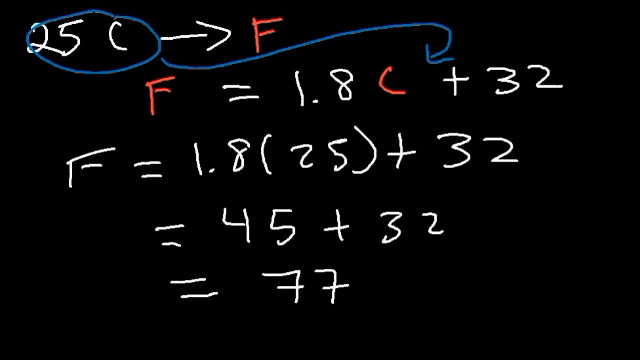 25 C → F
F = 1.8 C + 32
F = 1.8(25) + 32
= 45 + 32
= 77